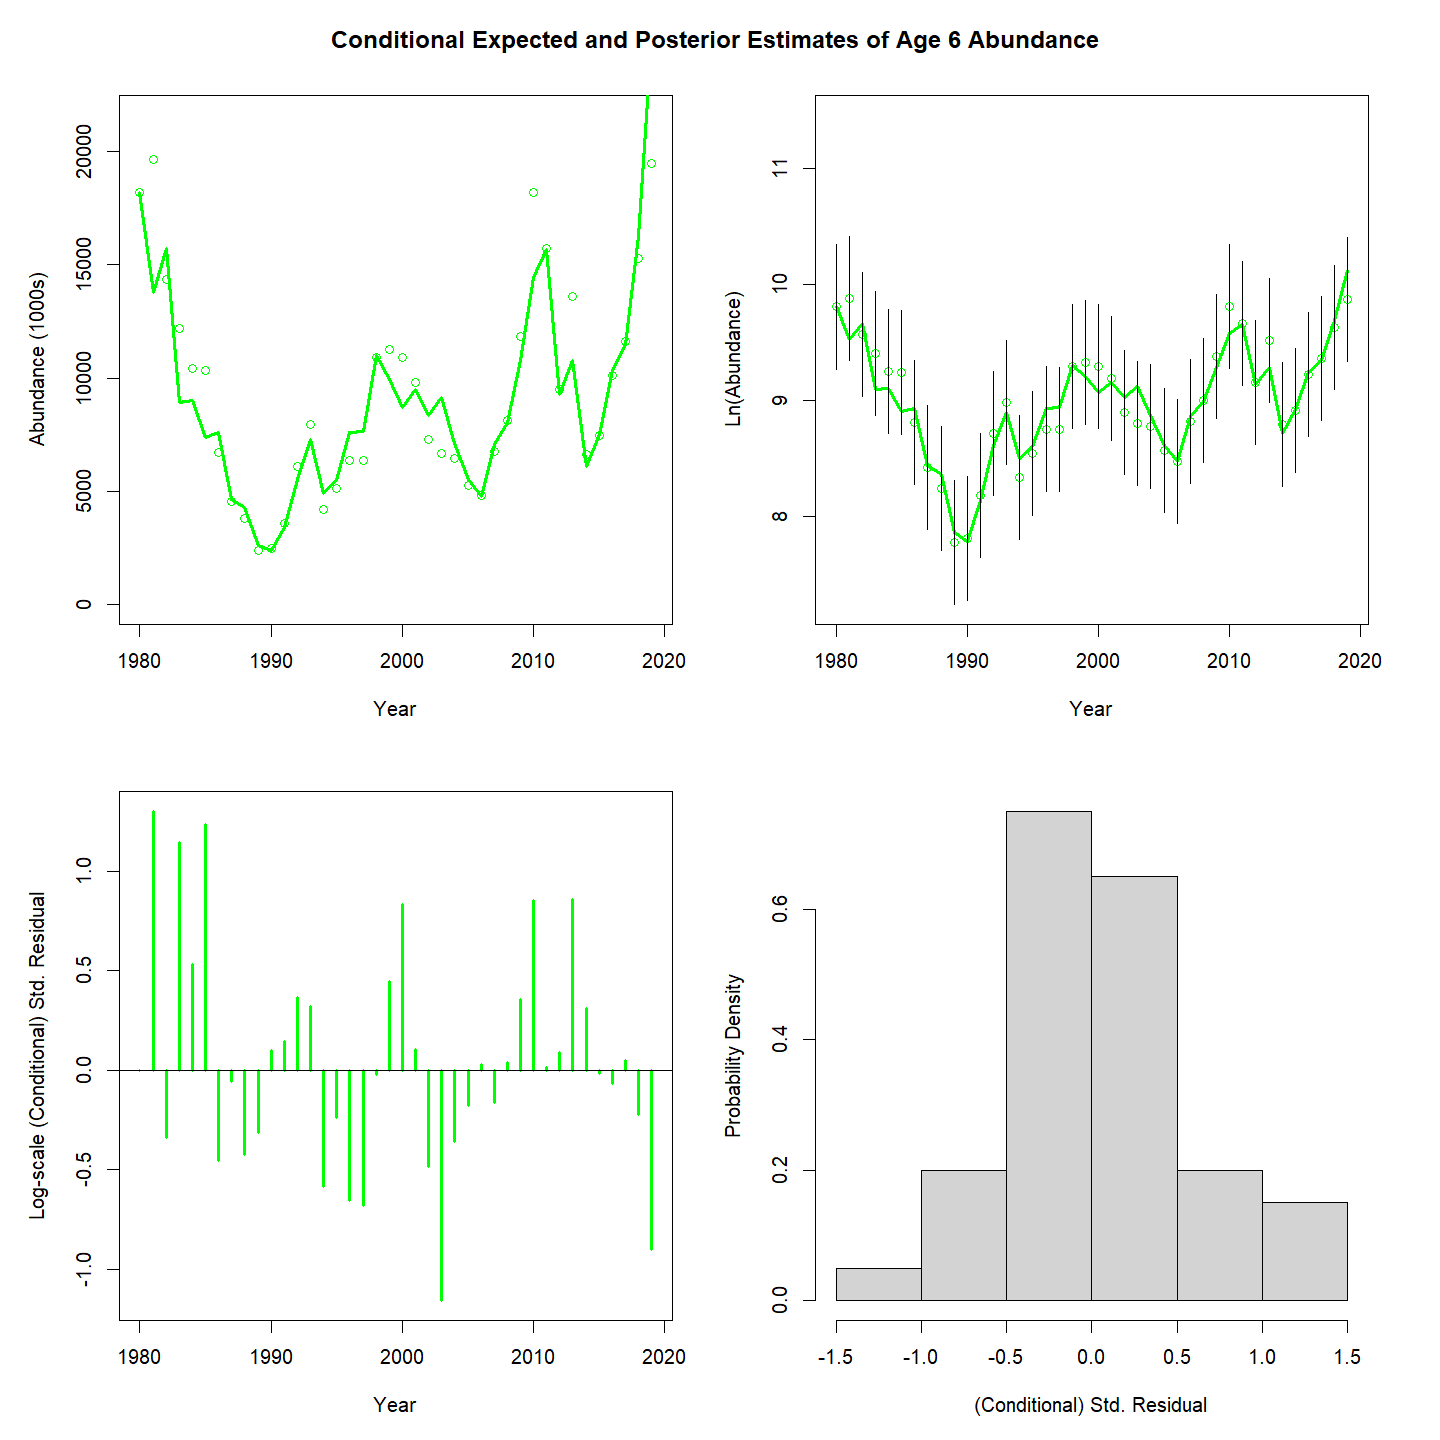 Conditional Expected and Posterior Estimates of Age 6 Abundance
Abundance (1000s)
20000
15000
10000
5000
0
1980 1990 2000 2010 2020
Year
Ln(Abundance)
11
10
9
8
1980 1990 2000 2010 2020
Year
Log-scale (Conditional) Std. Residual
1.0
0.5
0.0
-0.5
-1.0
1980 1990 2000 2010 2020
Year
Probability Density
0.6
0.4
0.2
0.0
-1.5 -1.0 -0.5 0.0 0.5 1.0 1.5
(Conditional) Std. Residual